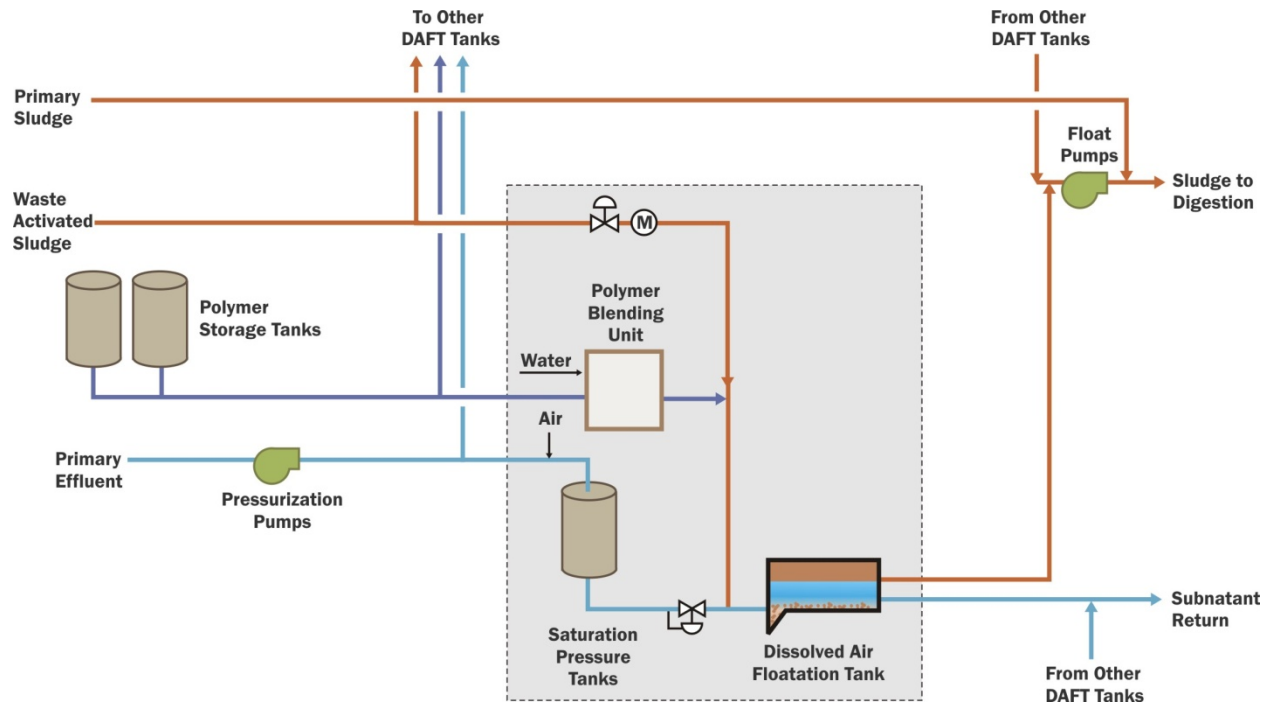 To Other
DAFT Tanks
From Other
DAFT Tanks
Primary
Sludge
Float
Pumps
Sludge to
Digestion
Waste
Activated
Sludge
M
Polymer
Storage Tanks
Polymer
Blending
Unit
Water
Air
Primary
Effluent
Pressurization
Pumps
Saturation
Pressure
Tanks
Dissolved Air
Floatation Tank
Subnatant
Return
From Other
DAFT Tanks